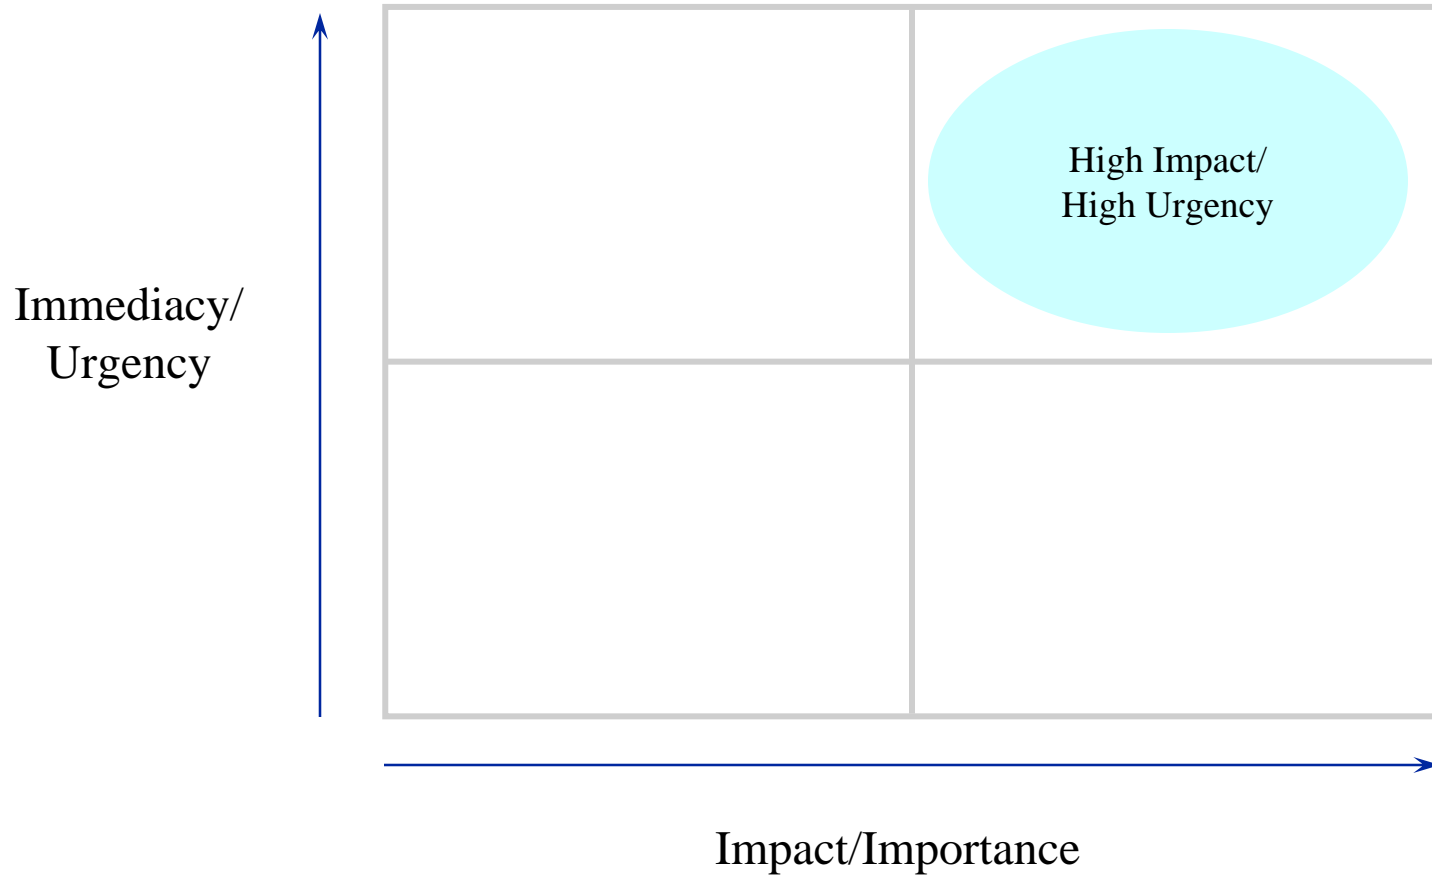 High Impact/
High Urgency
Immediacy/
Urgency
Impact/Importance